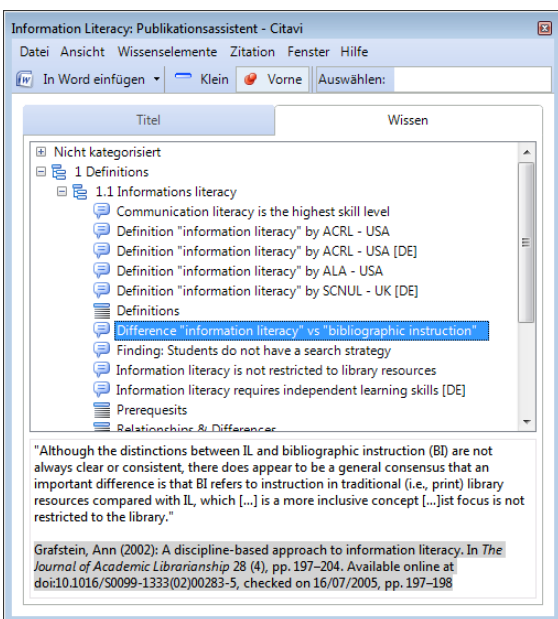 Information Literacy: Publikationsassistent - Citavi
Datei Ansicht Wissenselemente Zitation Fenster Hilfe
In Word einfügen Klein Vorne Auswählen:
Titel Wissen
Nicht kategorisiert
1 Definitions
1.1 Informations literacy
Communication literacy is the highest skill level
Definition "information literacy" by ACRL - USA
Definition "information literacy" by ACRL - USA [DE]
Definition "information literacy" by ALA - USA
Definition "information literacy" by SCNUL - UK [DE]
Definitions
Difference "information literacy" vs "bibliographic instruction"
Finding: Students do not have a search strategy
Information literacy is not restricted to library resources
Information literacy requires independent learning skills [DE]
Prerequesits
Relationships & Differences
"Although the distinctions between IL and bibliographic instruction (BI) are not
always clear or consistent, there does appear to be a general consensus that an
important difference is that BI refers to instruction in traditional (i.e., print) library
resources compared with IL, which [...] is a more inclusive concept [...]ist focus is not
restricted to the library."
Grafstein, Ann (2002): A discipline-based approach to information literacy. In The
Journal of Academic Librarianship 28 (4), pp. 197–204. Available online at
doi:10.1016/S0099-1333(02)00283-5, checked on 16/07/2005, pp. 197–198